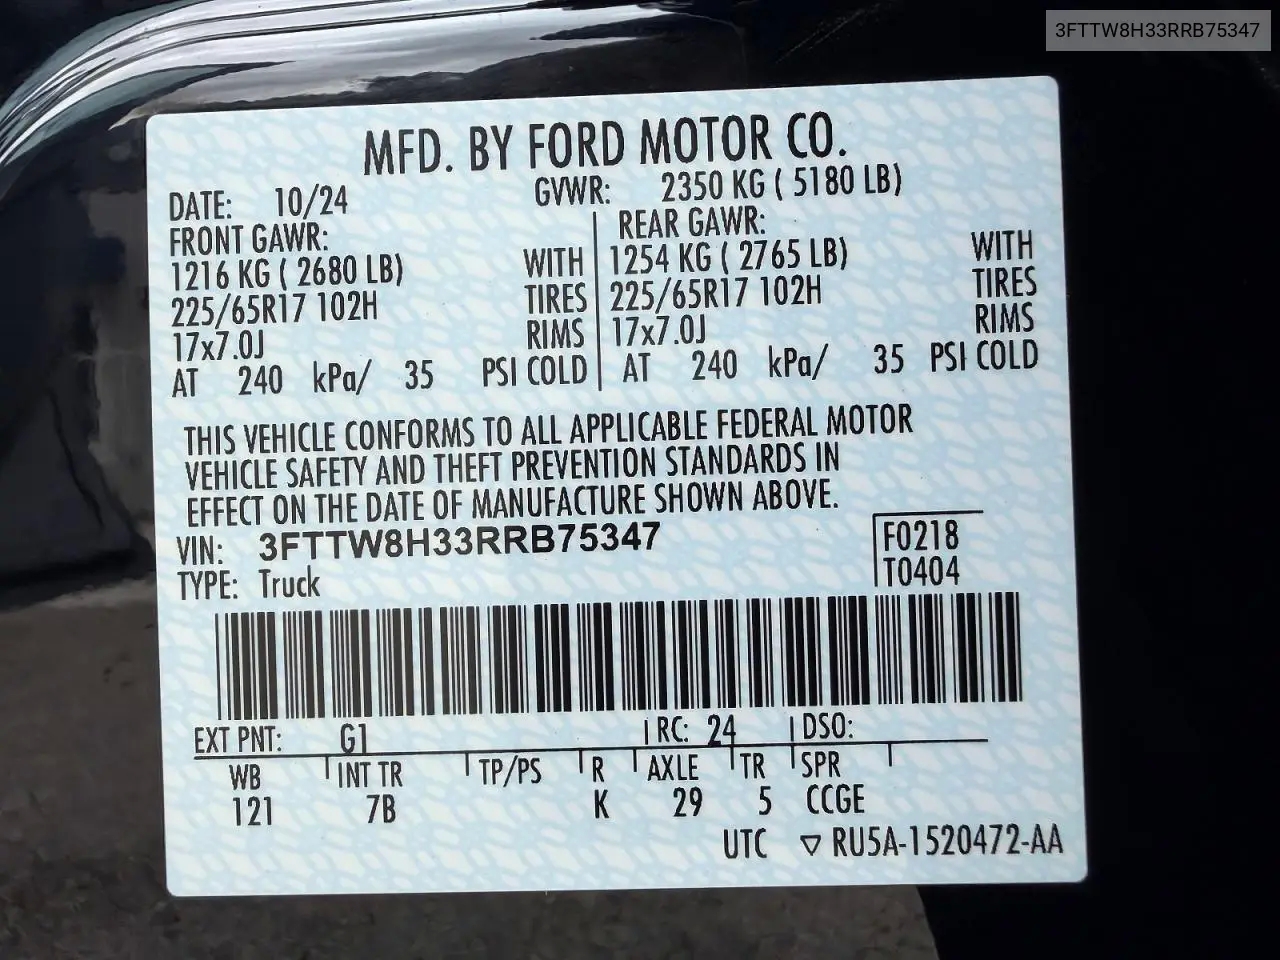 3FTTW8H33RRB75347
MFD. BY FORD MOTOR CO.
DATE: 10/24 GVWR: 2350 KG ( 5180 LB)
FRONT GAWR: REAR GAWR:
1216 KG ( 2680 LB) WITH 1254 KG ( 2765 LB) WITH
225/65R17 102H TIRES 225/65R17 102H TIRES
17x7.0J RIMS 17x7.0J RIMS
AT 240 kPa/ 35 PSI COLD AT 240 kPa/ 35 PSI COLD
THIS VEHICLE CONFORMS TO ALL APPLICABLE FEDERAL MOTOR
VEHICLE SAFETY AND THEFT PREVENTION STANDARDS IN
EFFECT ON THE DATE OF MANUFACTURE SHOWN ABOVE.
VIN: 3FTTW8H33RRB75347 F0218
TYPE: Truck T0404
EXT PNT: G1 RC: 24 DSO:
WB INT TR TP/PS R AXLE TR SPR
121 7B K 29 5 CCGE
UTC ▽ RU5A-1520472-AA